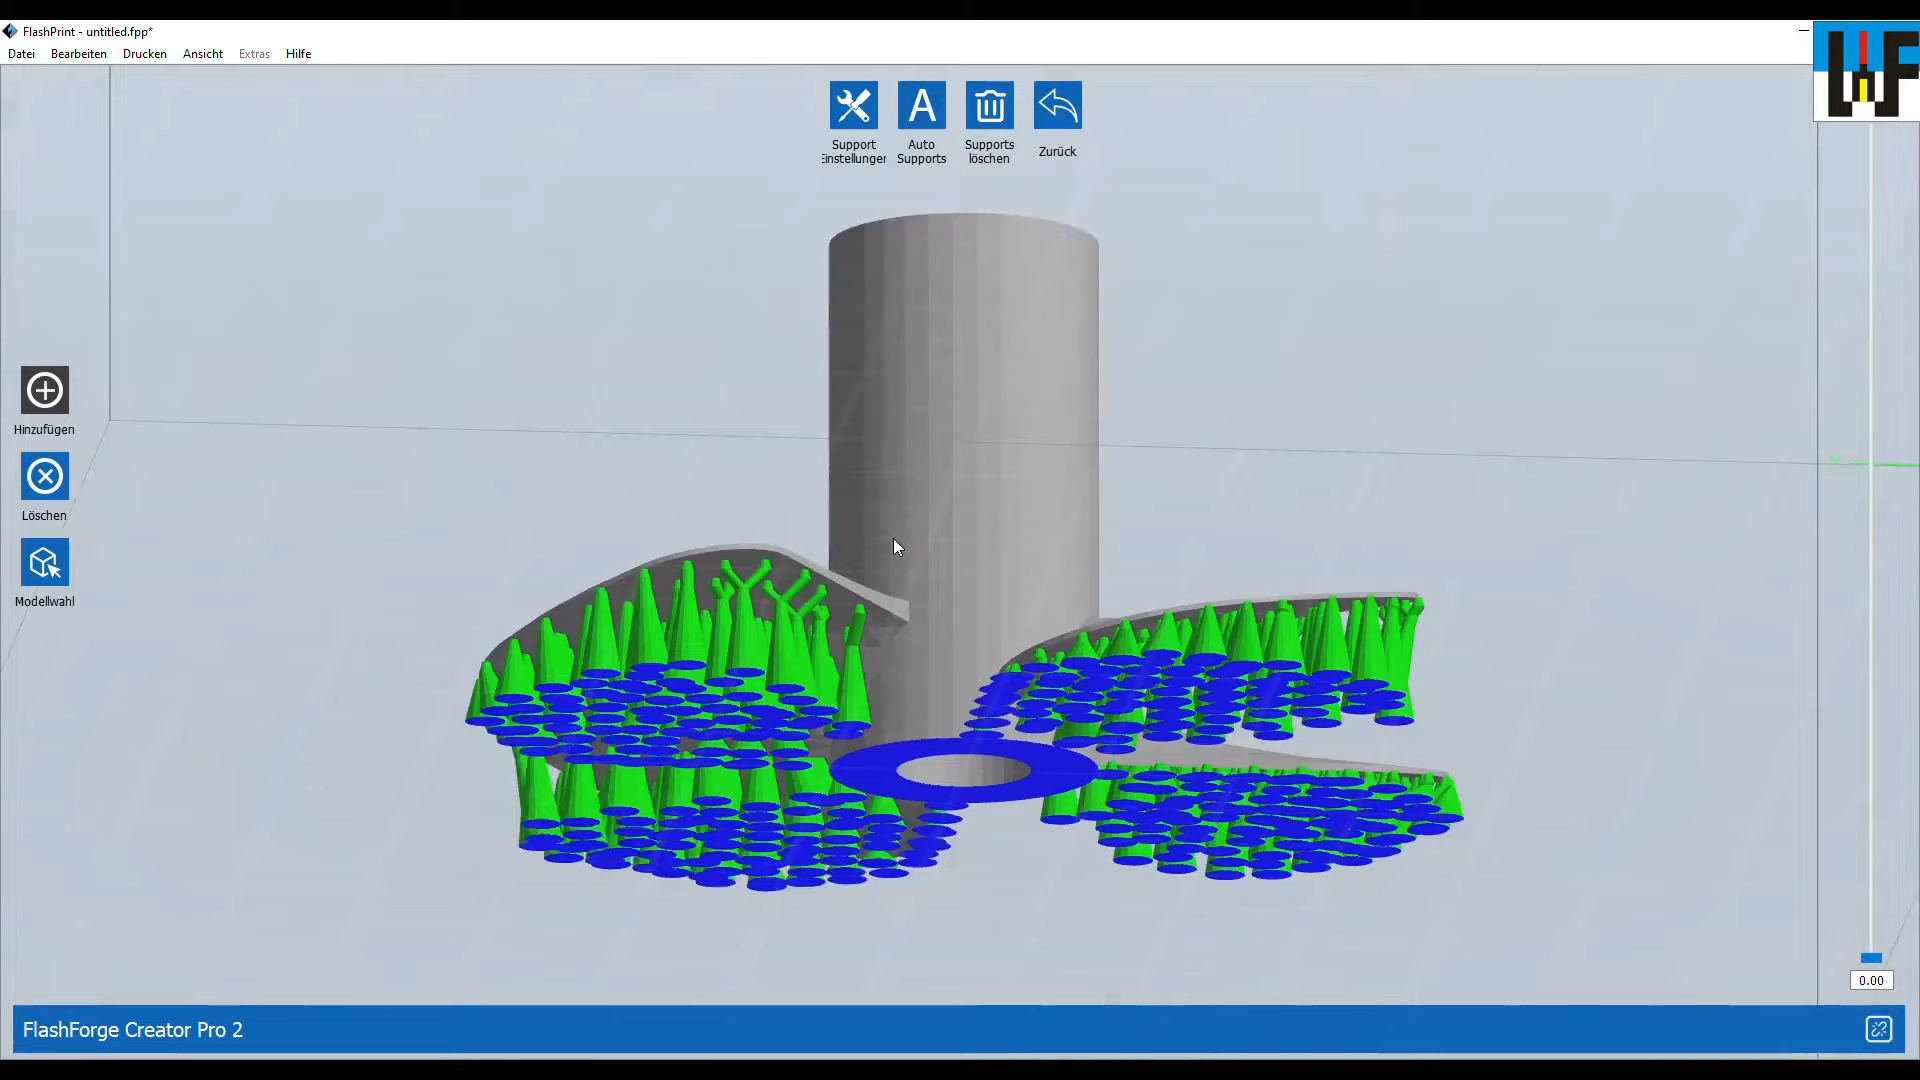 FlashPrint - untitled.fpp*
Datei Bearbeiten Drucken Ansicht Extras Hilfe
Support
Einstellungen
Auto
Supports
Supports
löschen
Zurück
Hinzufügen
Löschen
Modellwahl
0.00
FlashForge Creator Pro 2